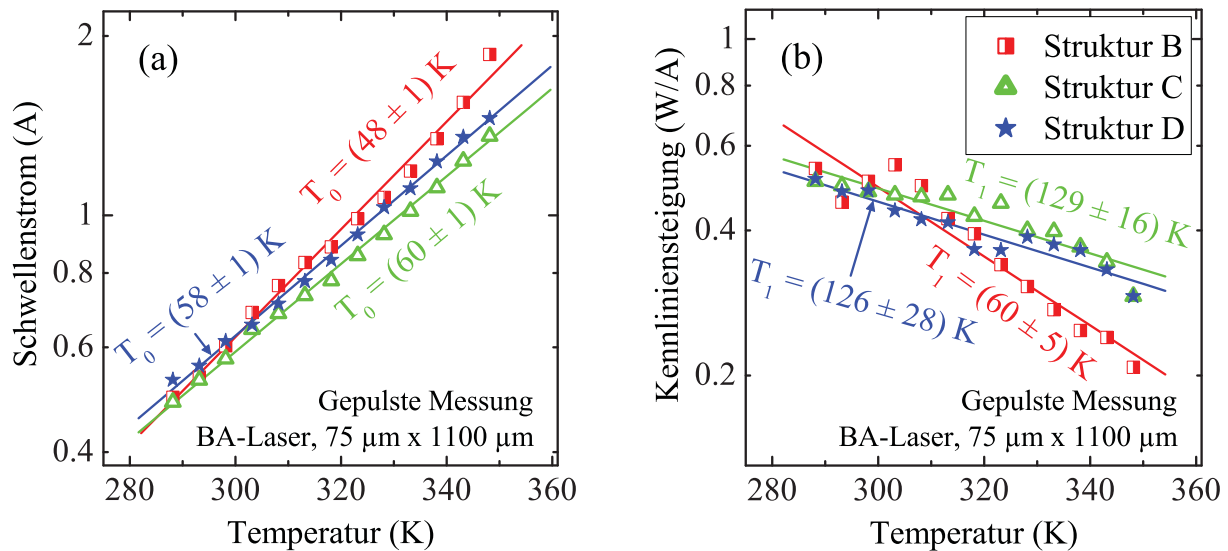 (a)
Schwellenstrom (A)
2
1
0.8
0.6
0.4
T₀ = (48 ± 1) K
T₀ = (58 ± 1) K
T₀ = (60 ± 1) K
Gepulste Messung
BA-Laser, 75 µm x 1100 µm
280 300 320 340 360
Temperatur (K)
(b)
Kennliniensteigung (W/A)
1
0.8
0.6
0.4
0.2
Struktur B
Struktur C
Struktur D
T₁ = (129 ± 16) K
T₁ = (126 ± 28) K
T₁ = (60 ± 5) K
Gepulste Messung
BA-Laser, 75 µm x 1100 µm
280 300 320 340 360
Temperatur (K)